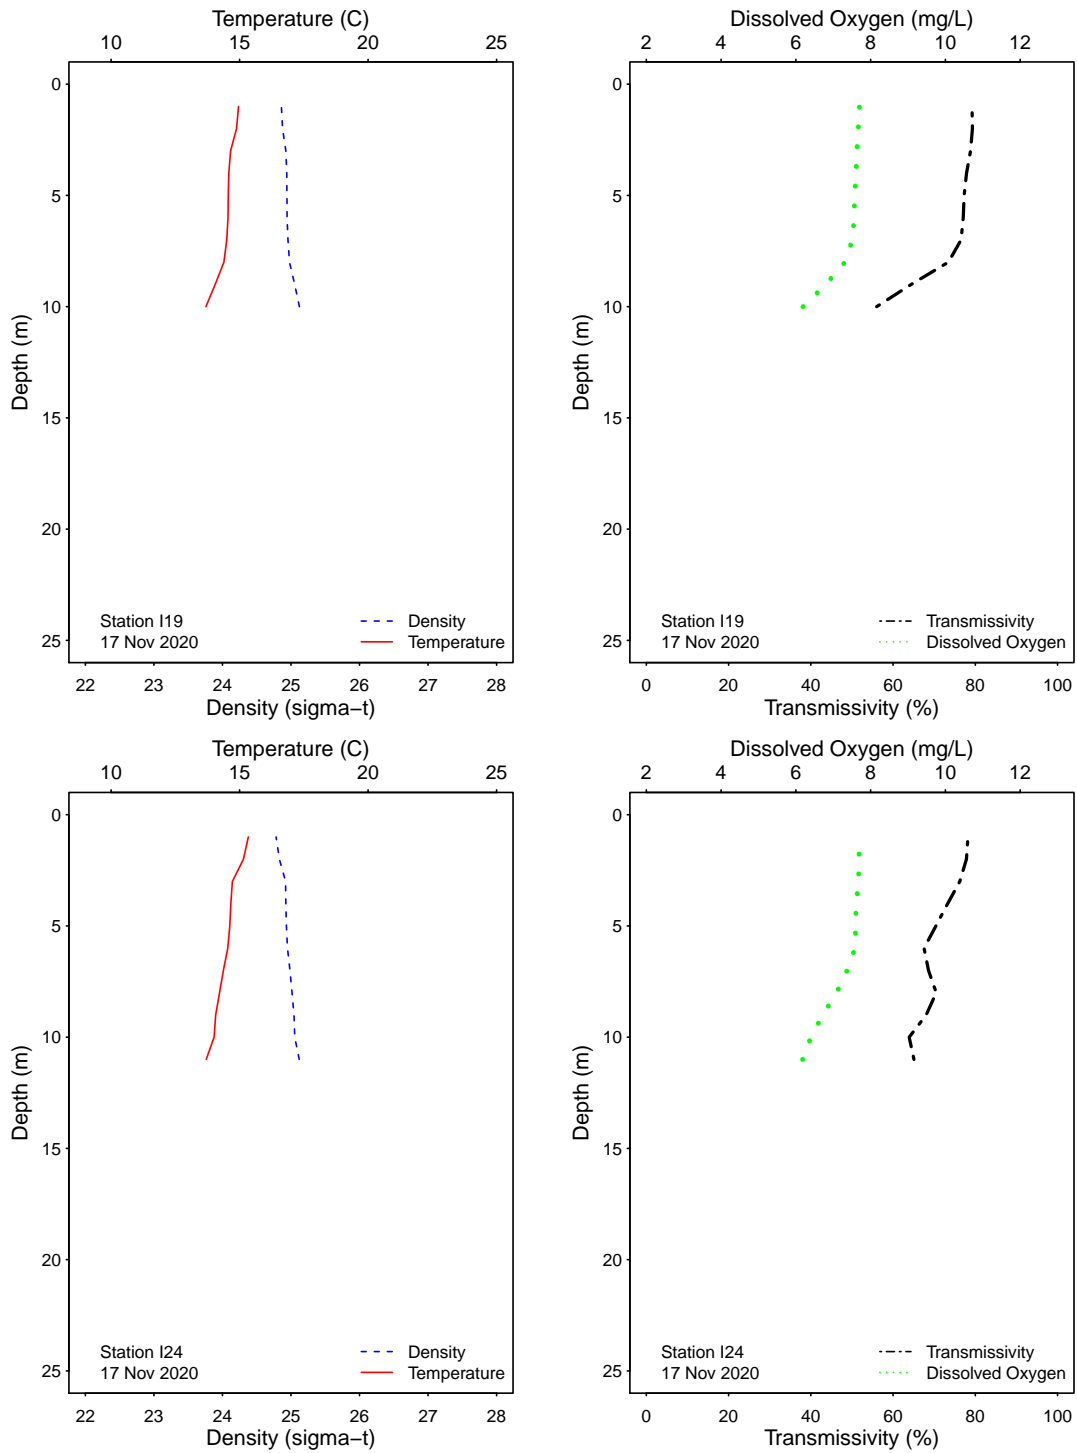 Temperature (C)
10 15 20 25
0
5
10
15
20
25
Depth (m)
Station I19
17 Nov 2020
Density
Temperature
22 23 24 25 26 27 28
Density (sigma−t)
Dissolved Oxygen (mg/L)
2 4 6 8 10 12
0
5
10
15
20
25
Depth (m)
Station I19
17 Nov 2020
Transmissivity
Dissolved Oxygen
0 20 40 60 80 100
Transmissivity (%)
Temperature (C)
10 15 20 25
0
5
10
15
20
25
Depth (m)
Station I24
17 Nov 2020
Density
Temperature
22 23 24 25 26 27 28
Density (sigma−t)
Dissolved Oxygen (mg/L)
2 4 6 8 10 12
0
5
10
15
20
25
Depth (m)
Station I24
17 Nov 2020
Transmissivity
Dissolved Oxygen
0 20 40 60 80 100
Transmissivity (%)